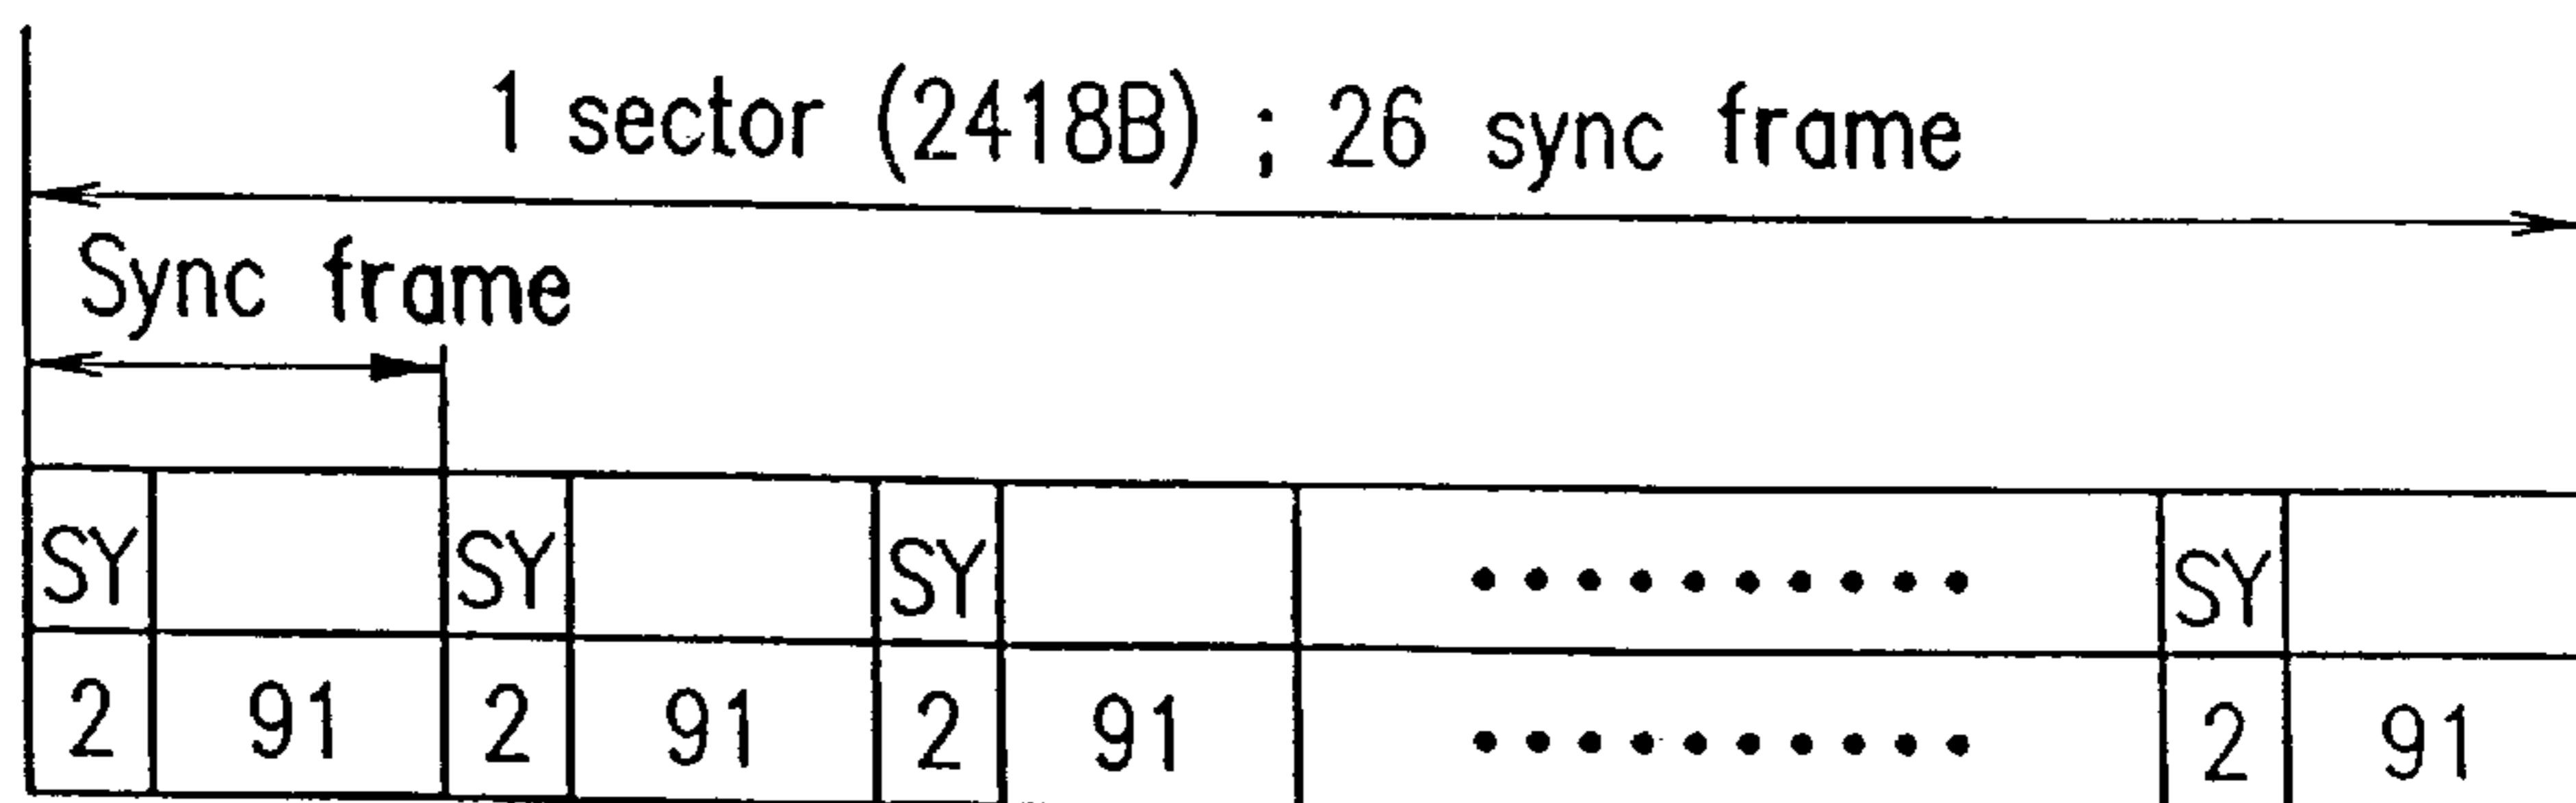 1 sector (2418B) ; 26 sync frame
Sync frame
SY SY SY .......... SY
2 91 2 91 2 91 .......... 2 91